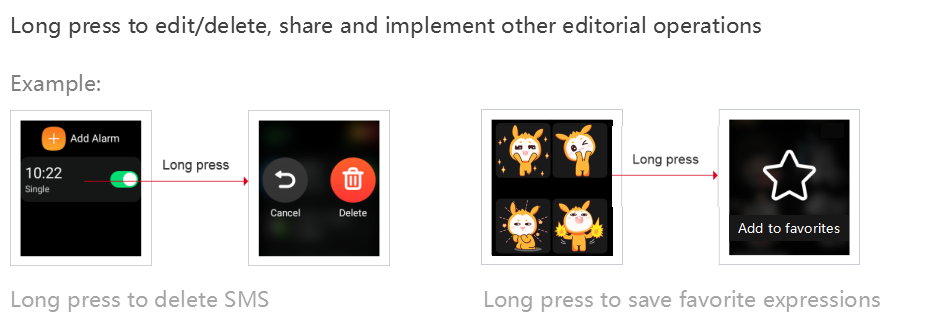 Long press to edit/delete, share and implement other editorial operations
Example:
Add Alarm
10:22
Single
Long press
Cancel
Delete
Long press to delete SMS
Long press
Add to favorites
Long press to save favorite expressions